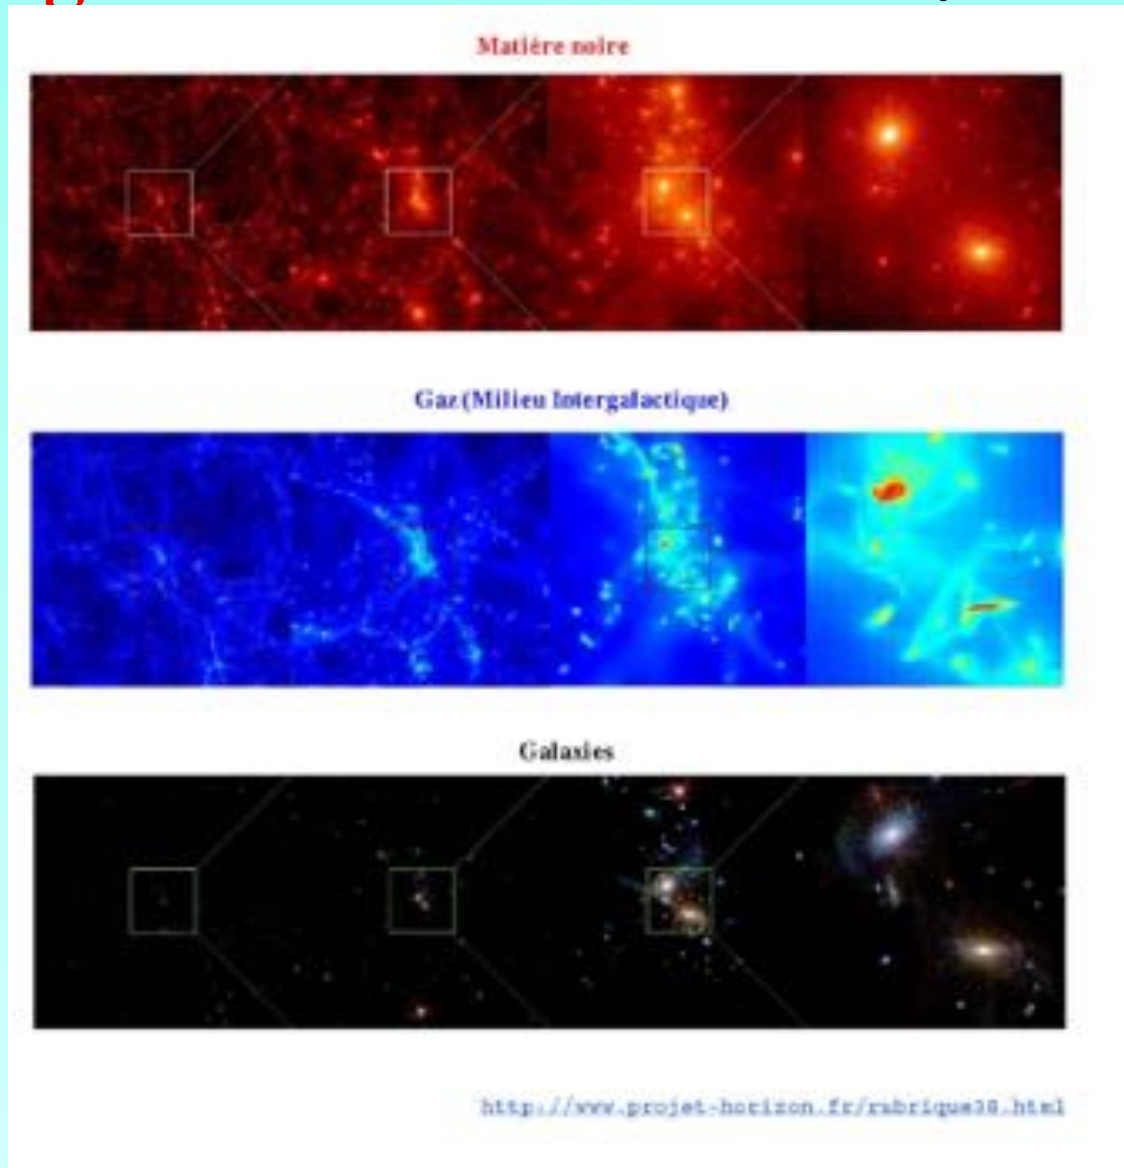 Matière noire
Gaz (Milieu Intergalactique)
Galaxies
http://www.projet-horizon.fr/rubrique38.html